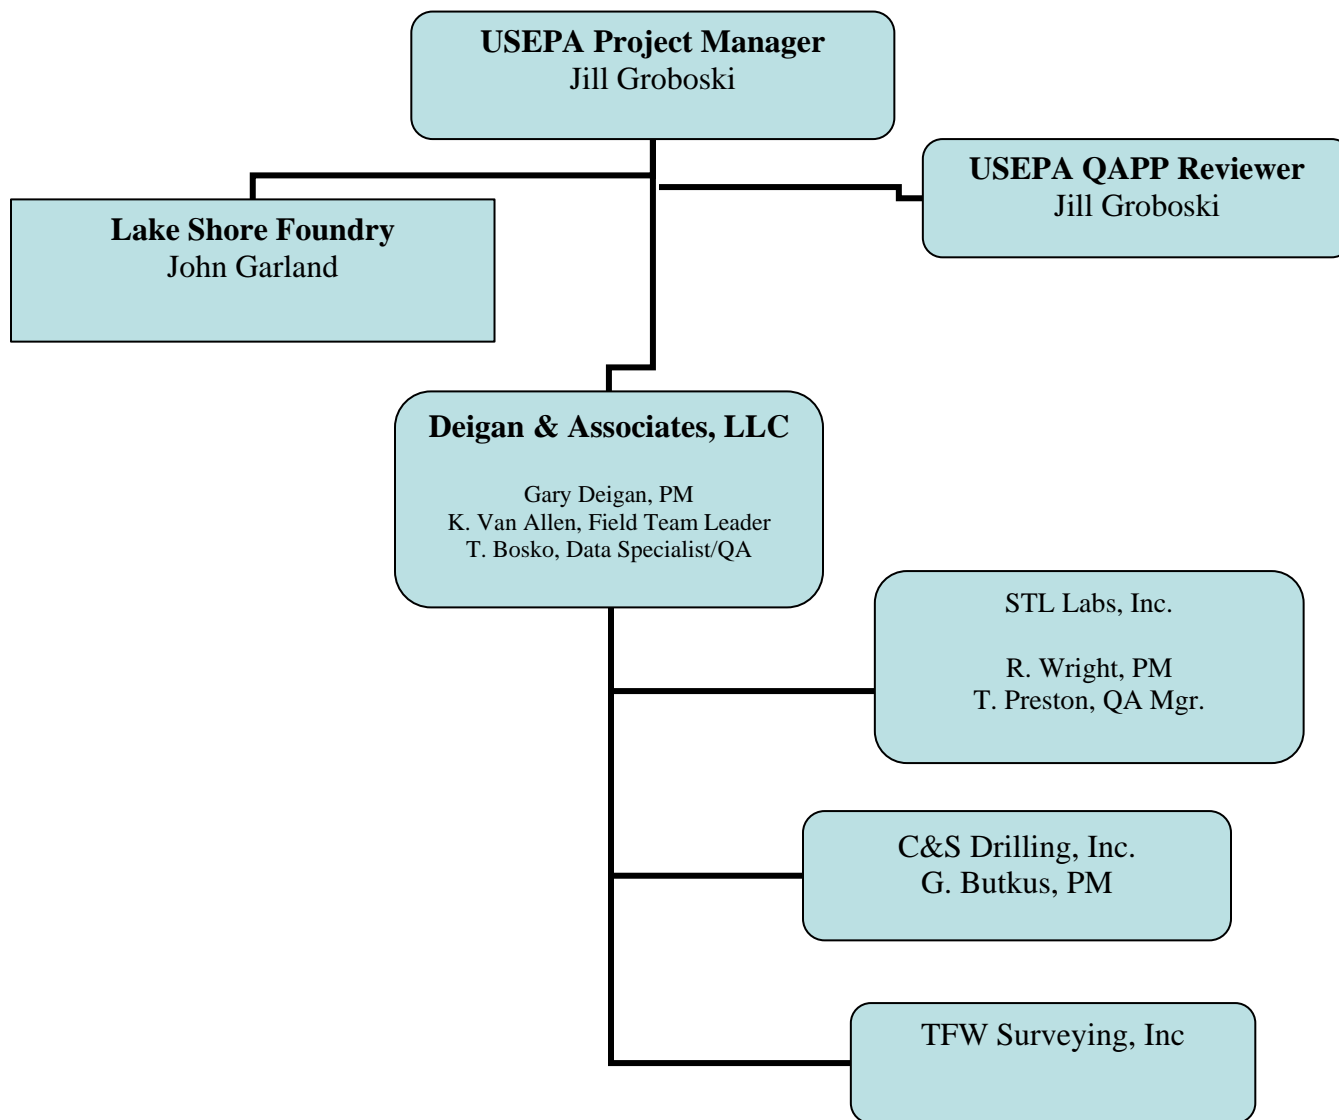 USEPA Project Manager
Jill Groboski
USEPA QAPP Reviewer
Jill Groboski
Lake Shore Foundry
John Garland
Deigan & Associates, LLC
Gary Deigan, PM
K. Van Allen, Field Team Leader
T. Bosko, Data Specialist/QA
STL Labs, Inc.
R. Wright, PM
T. Preston, QA Mgr.
C&S Drilling, Inc.
G. Butkus, PM
TFW Surveying, Inc